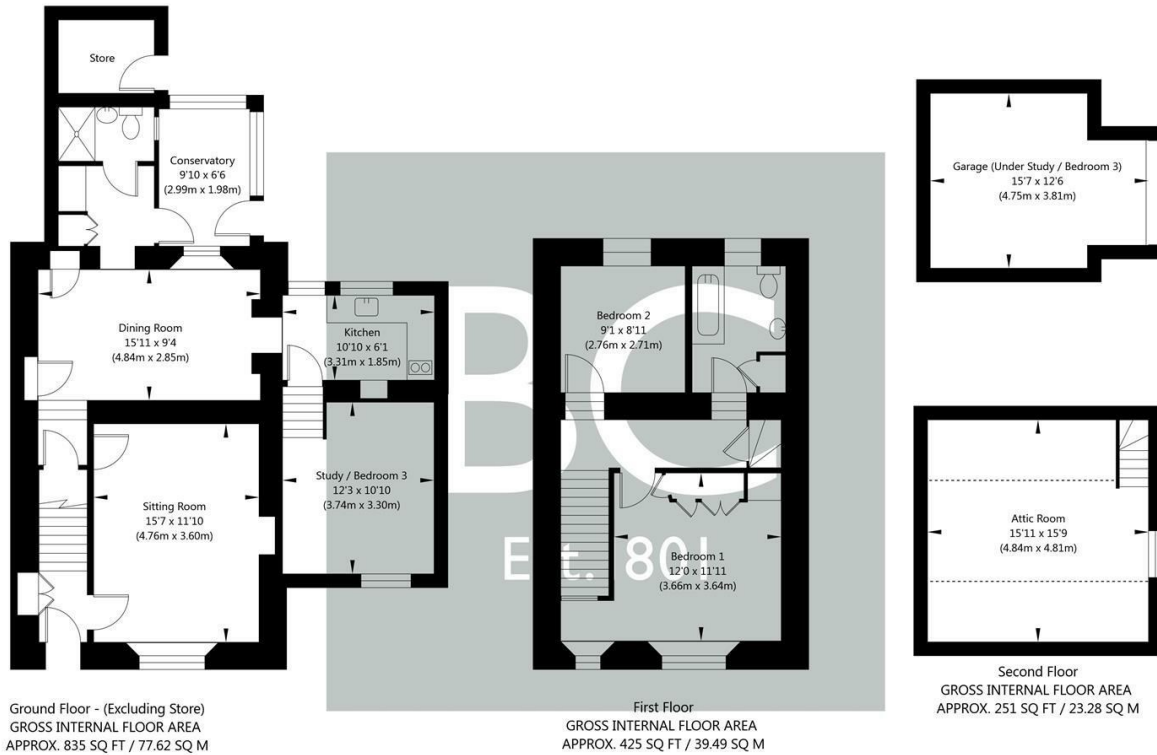 Store
Conservatory
9'10 x 6'6
(2.99m x 1.98m)
Dining Room
15'11 x 9'4
(4.84m x 2.85m)
Kitchen
10'10 x 6'1
(3.31m x 1.85m)
Sitting Room
15'7 x 11'10
(4.76m x 3.60m)
Study / Bedroom 3
12'3 x 10'10
(3.74m x 3.30m)
Ground Floor - (Excluding Store)
GROSS INTERNAL FLOOR AREA
APPROX. 835 SQ FT / 77.62 SQ M
BC
Est. 1801
Bedroom 2
9'1 x 8'11
(2.76m x 2.71m)
Bedroom 1
12'0 x 11'11
(3.66m x 3.64m)
First Floor
GROSS INTERNAL FLOOR AREA
APPROX. 425 SQ FT / 39.49 SQ M
Garage (Under Study / Bedroom 3)
15'7 x 12'6
(4.75m x 3.81m)
Attic Room
15'11 x 15'9
(4.84m x 4.81m)
Second Floor
GROSS INTERNAL FLOOR AREA
APPROX. 251 SQ FT / 23.28 SQ M